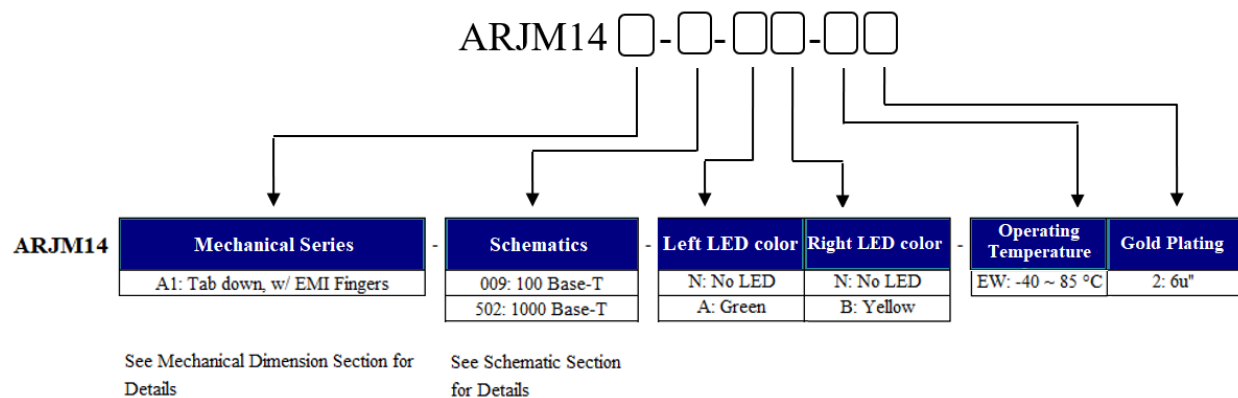 ARJM14 - - -
ARJM14 Mechanical Series - Schematics - Left LED color Right LED color - Operating Temperature Gold Plating
A1: Tab down, w/ EMI Fingers 009: 100 Base-T N: No LED N: No LED EW: -40 ~ 85 °C 2: 6u"
502: 1000 Base-T A: Green B: Yellow
See Mechanical Dimension Section for
Details
See Schematic Section
for Details